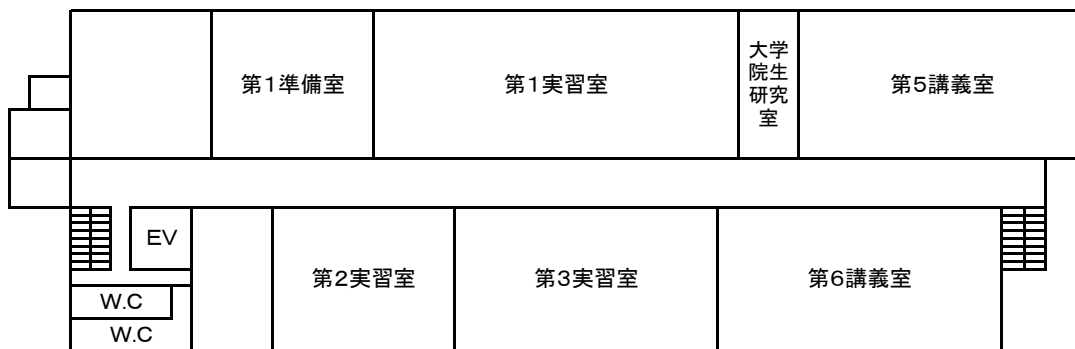 第1準備室
第1実習室
大学
院生
研究
室
第5講義室
EV
第2実習室
第3実習室
第6講義室
W.C
W.C